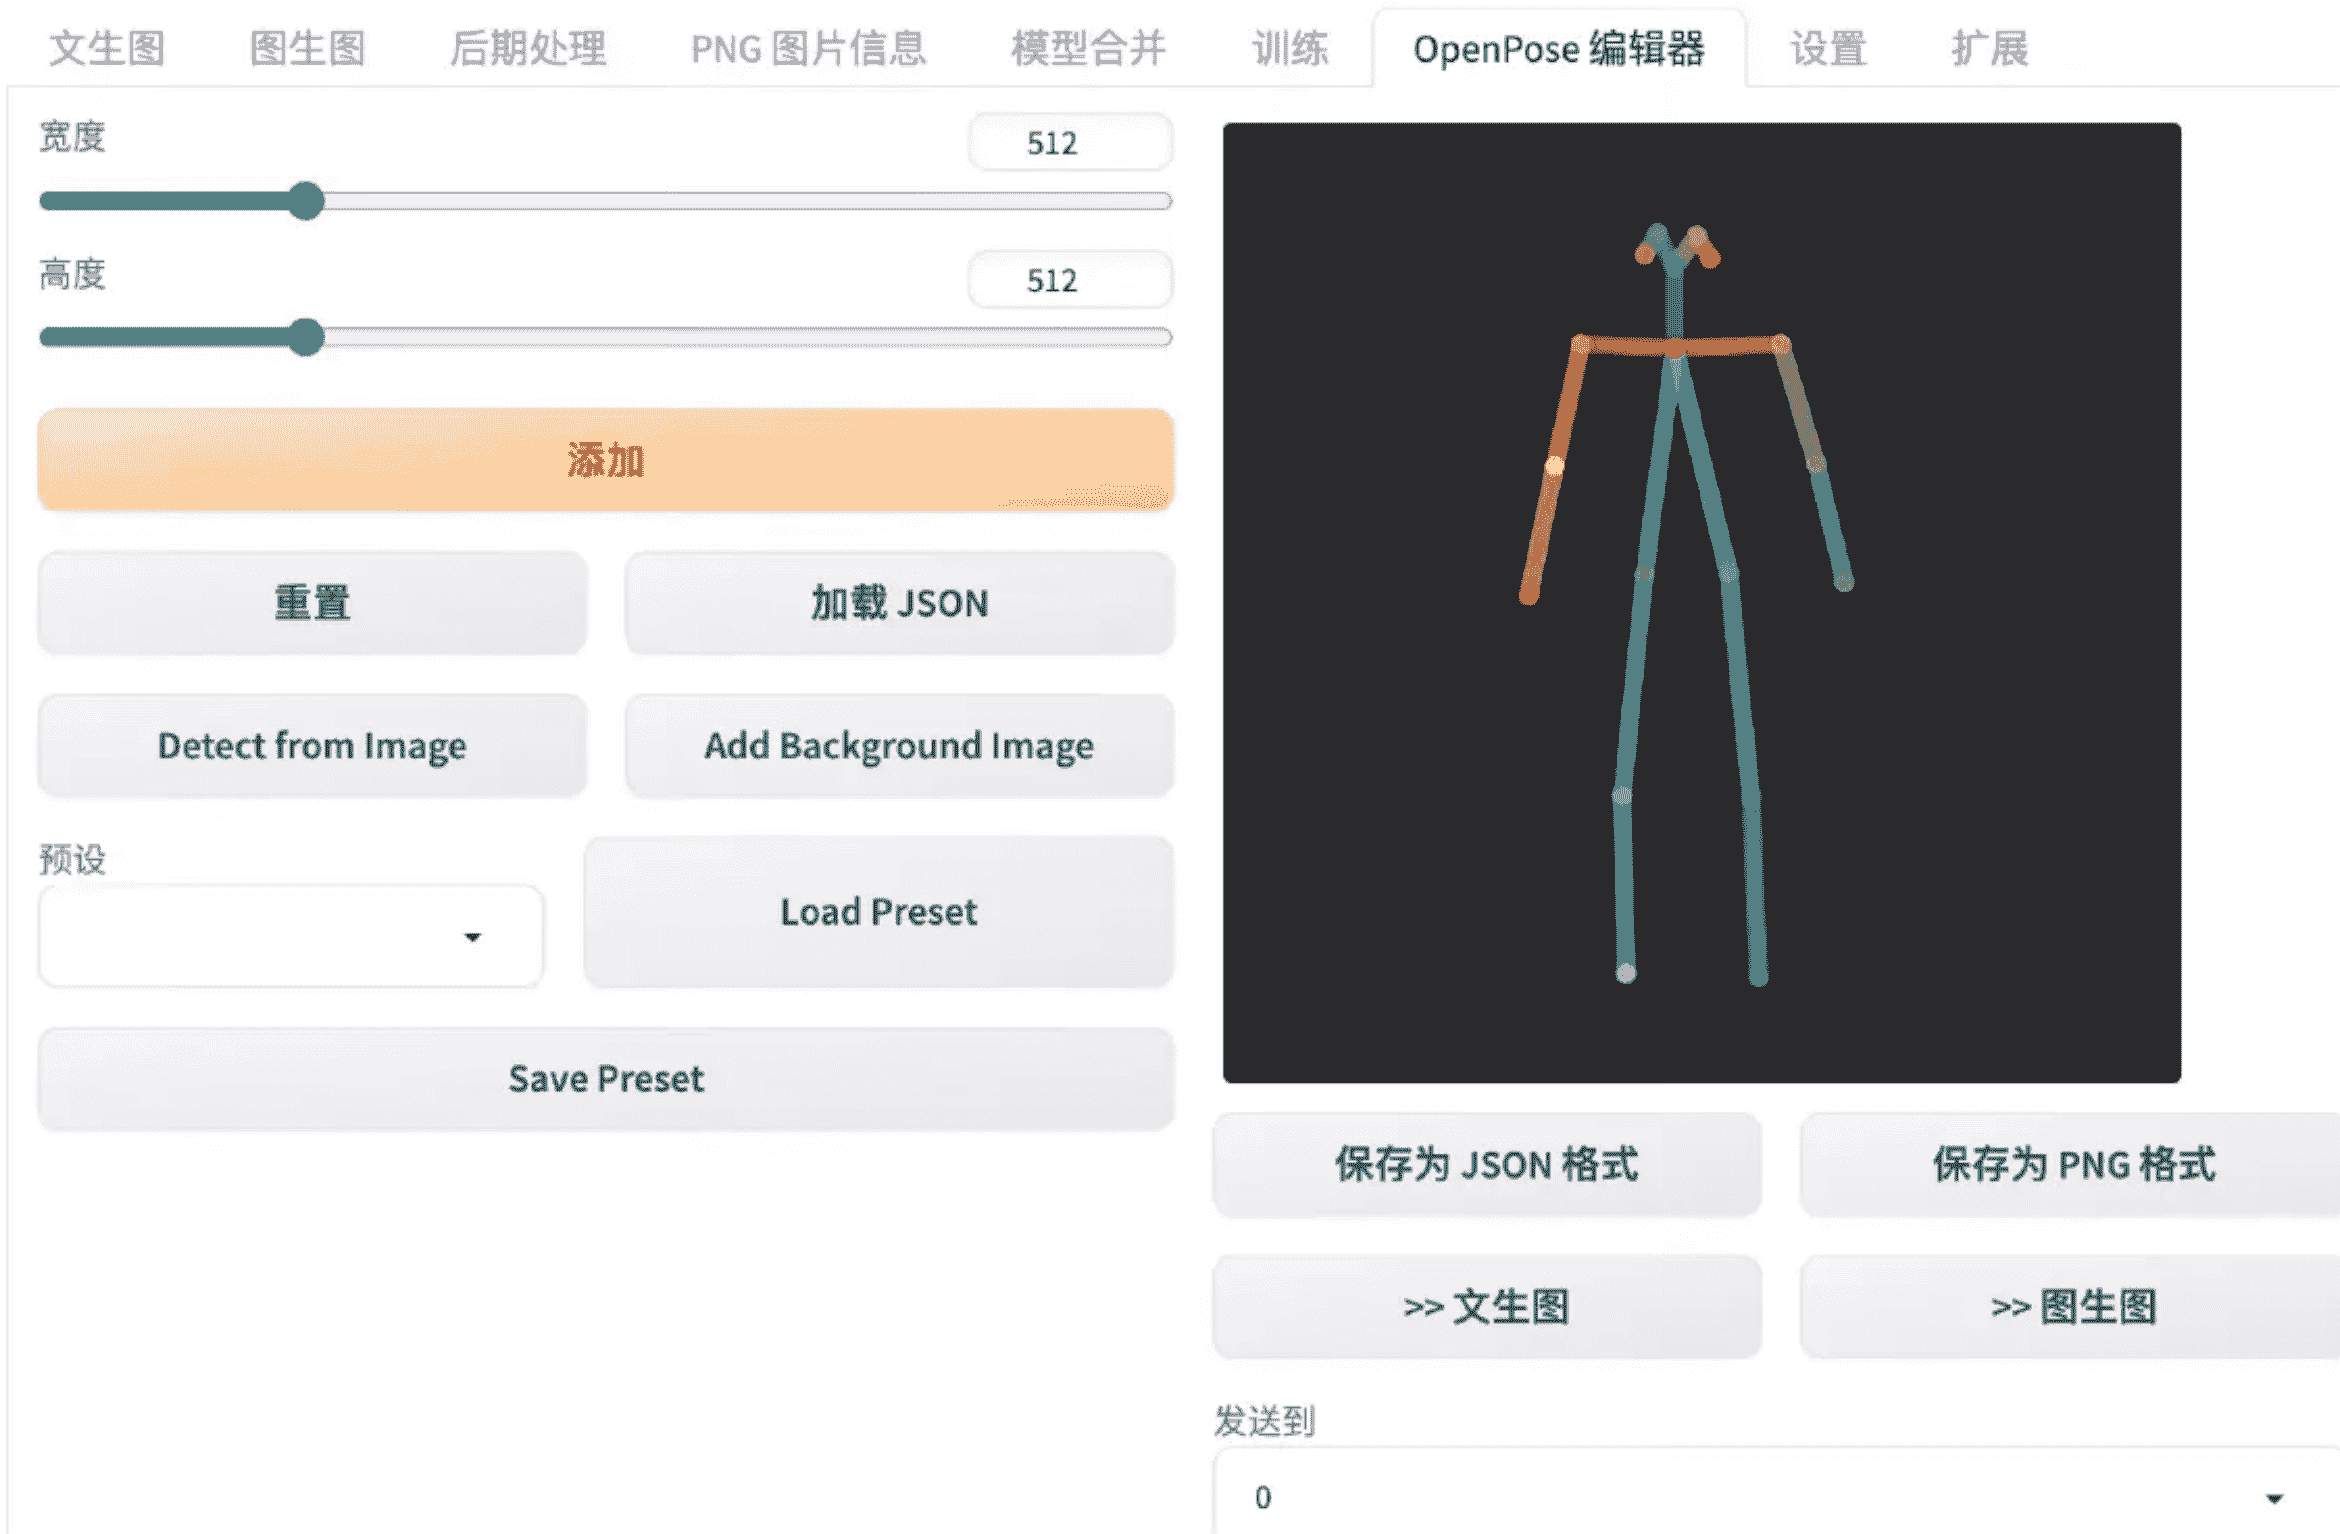 文生图 图生图 后期处理 PNG 图片信息 模型合并 训练 OpenPose 编辑器 设置 扩展
宽度 512
高度 512
添加
重置 加载 JSON
Detect from Image Add Background Image
预设
Load Preset
Save Preset
保存为 JSON 格式 保存为 PNG 格式
>> 文生图 >> 图生图
发送到
0